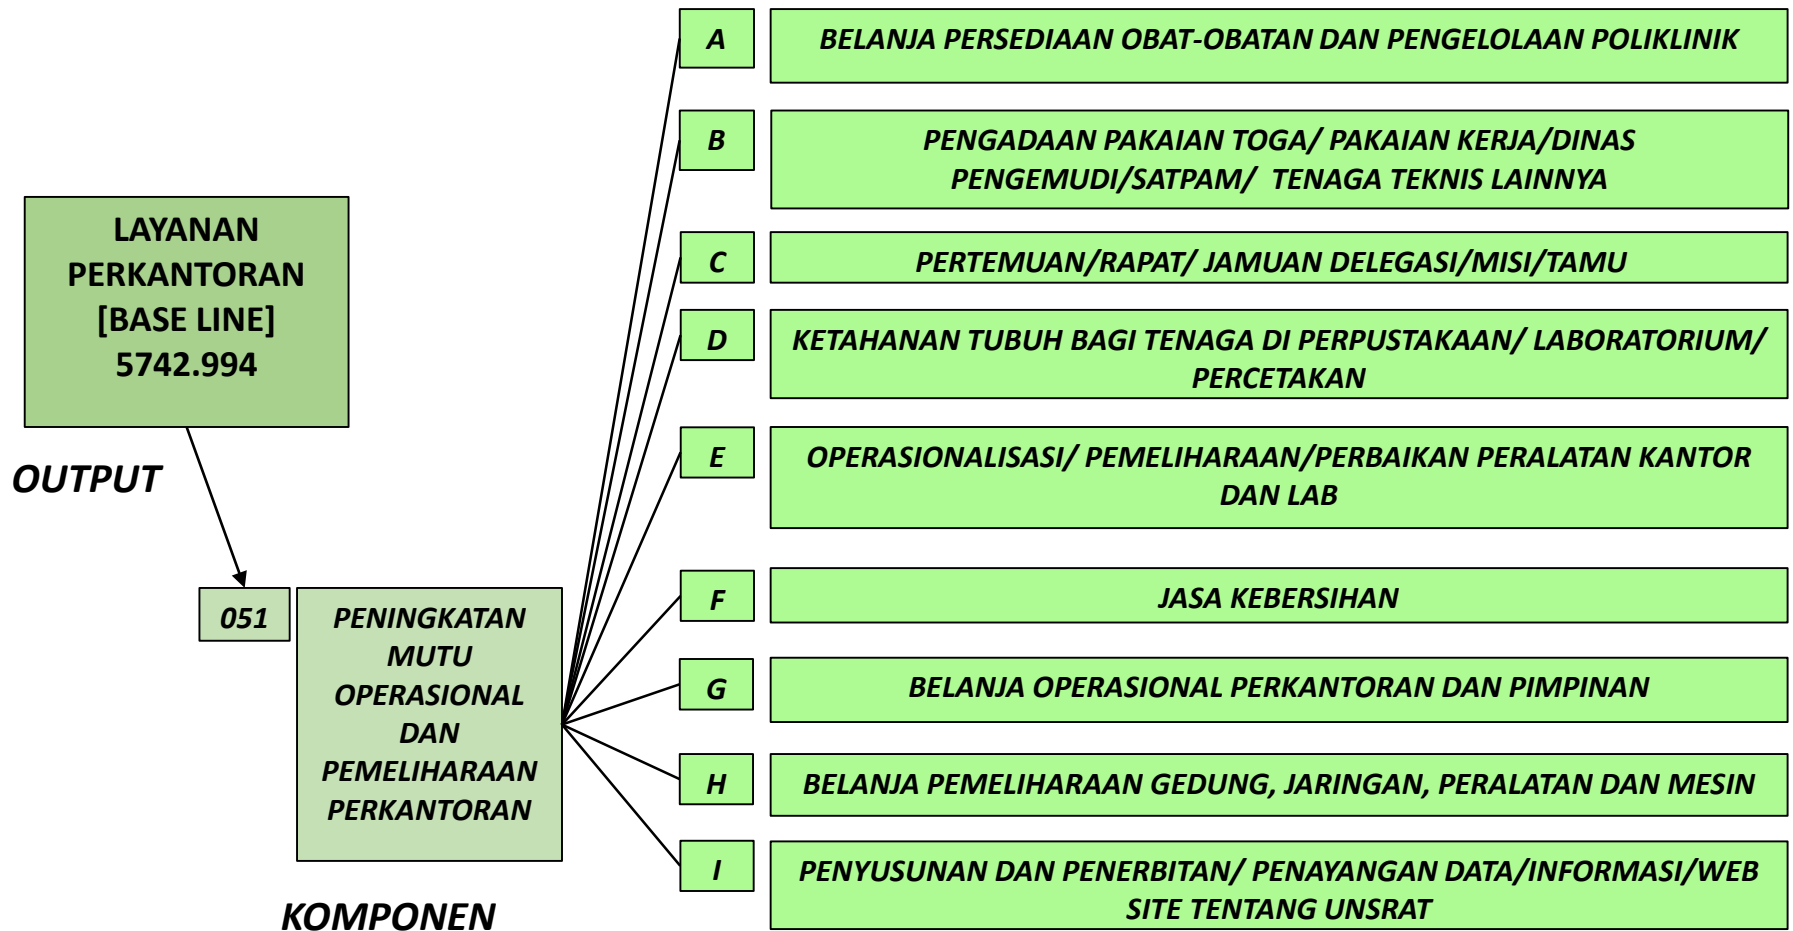 LAYANAN
PERKANTORAN
[BASE LINE]
5742.994
OUTPUT
051
PENINGKATAN
MUTU
OPERASIONAL
DAN
PEMELIHARAAN
PERKANTORAN
KOMPONEN
A
BELANJA PERSEDIAAN OBAT-OBATAN DAN PENGELOLAAN POLIKLINIK
B
PENGADAAN PAKAIAN TOGA/ PAKAIAN KERJA/DINAS
PENGEMUDI/SATPAM/ TENAGA TEKNIS LAINNYA
C
PERTEMUAN/RAPAT/ JAMUAN DELEGASI/MISI/TAMU
D
KETAHANAN TUBUH BAGI TENAGA DI PERPUSTAKAAN/ LABORATORIUM/
PERCETAKAN
E
OPERASIONALISASI/ PEMELIHARAAN/PERBAIKAN PERALATAN KANTOR
DAN LAB
F
JASA KEBERSIHAN
G
BELANJA OPERASIONAL PERKANTORAN DAN PIMPINAN
H
BELANJA PEMELIHARAAN GEDUNG, JARINGAN, PERALATAN DAN MESIN
I
PENYUSUNAN DAN PENERBITAN/ PENAYANGAN DATA/INFORMASI/WEB
SITE TENTANG UNSRAT